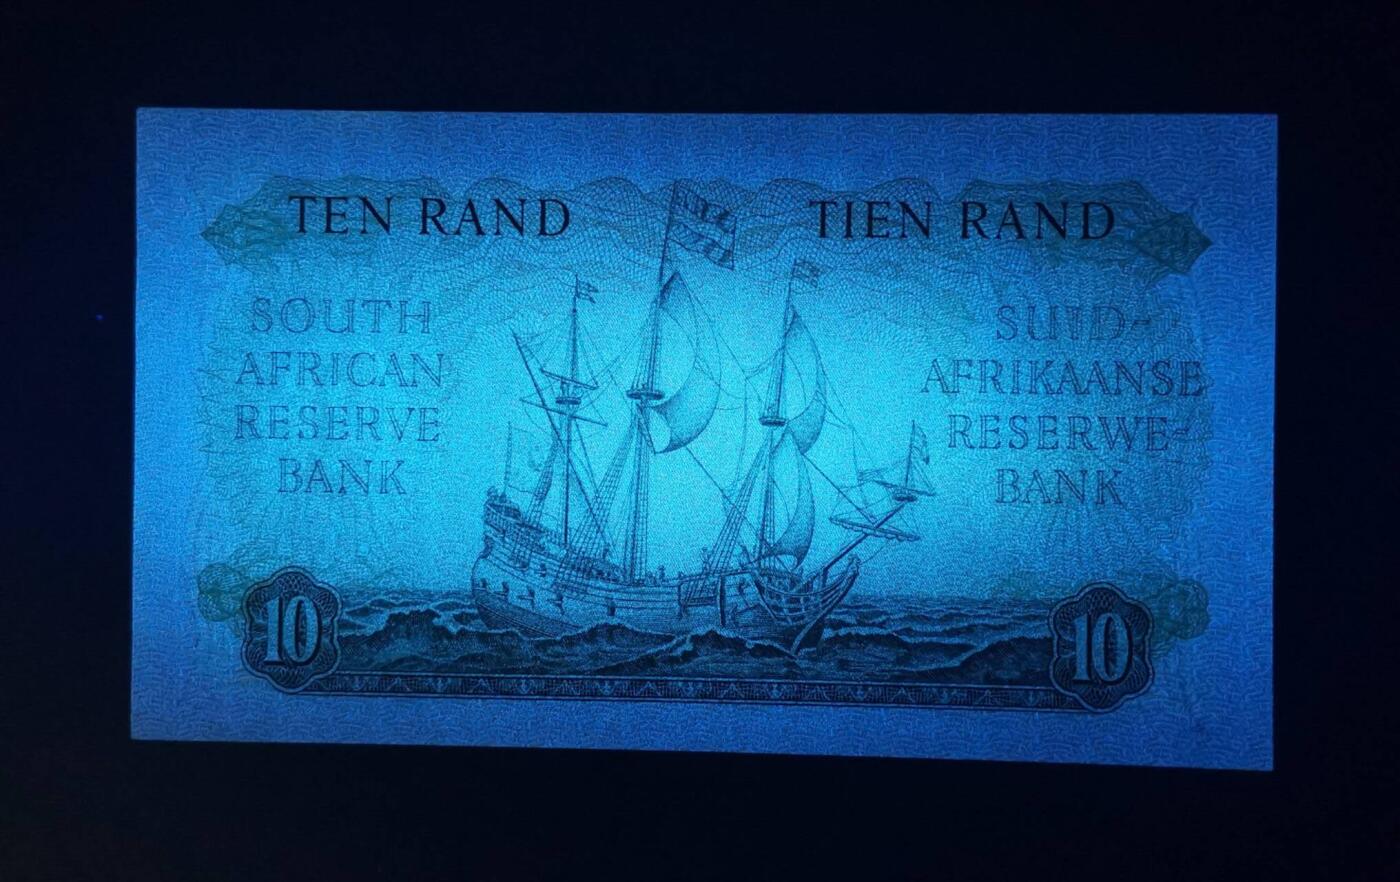 TEN RAND
TIEN RAND
SOUTH
AFRICAN
RESERVE
BANK
SUID-
AFRIKAANSE
RESERWE-
BANK
10
10